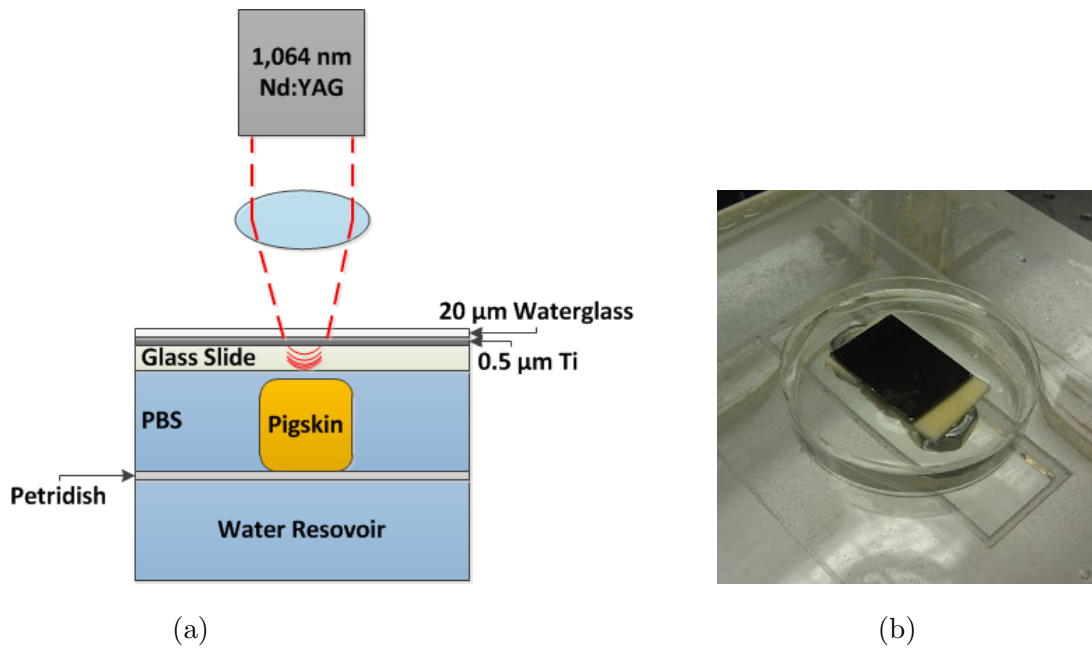 1,064 nm
Nd:YAG
20 µm Waterglass
Glass Slide
0.5 µm Ti
PBS
Pigskin
Petridish
Water Resovoir
(a)
(b)